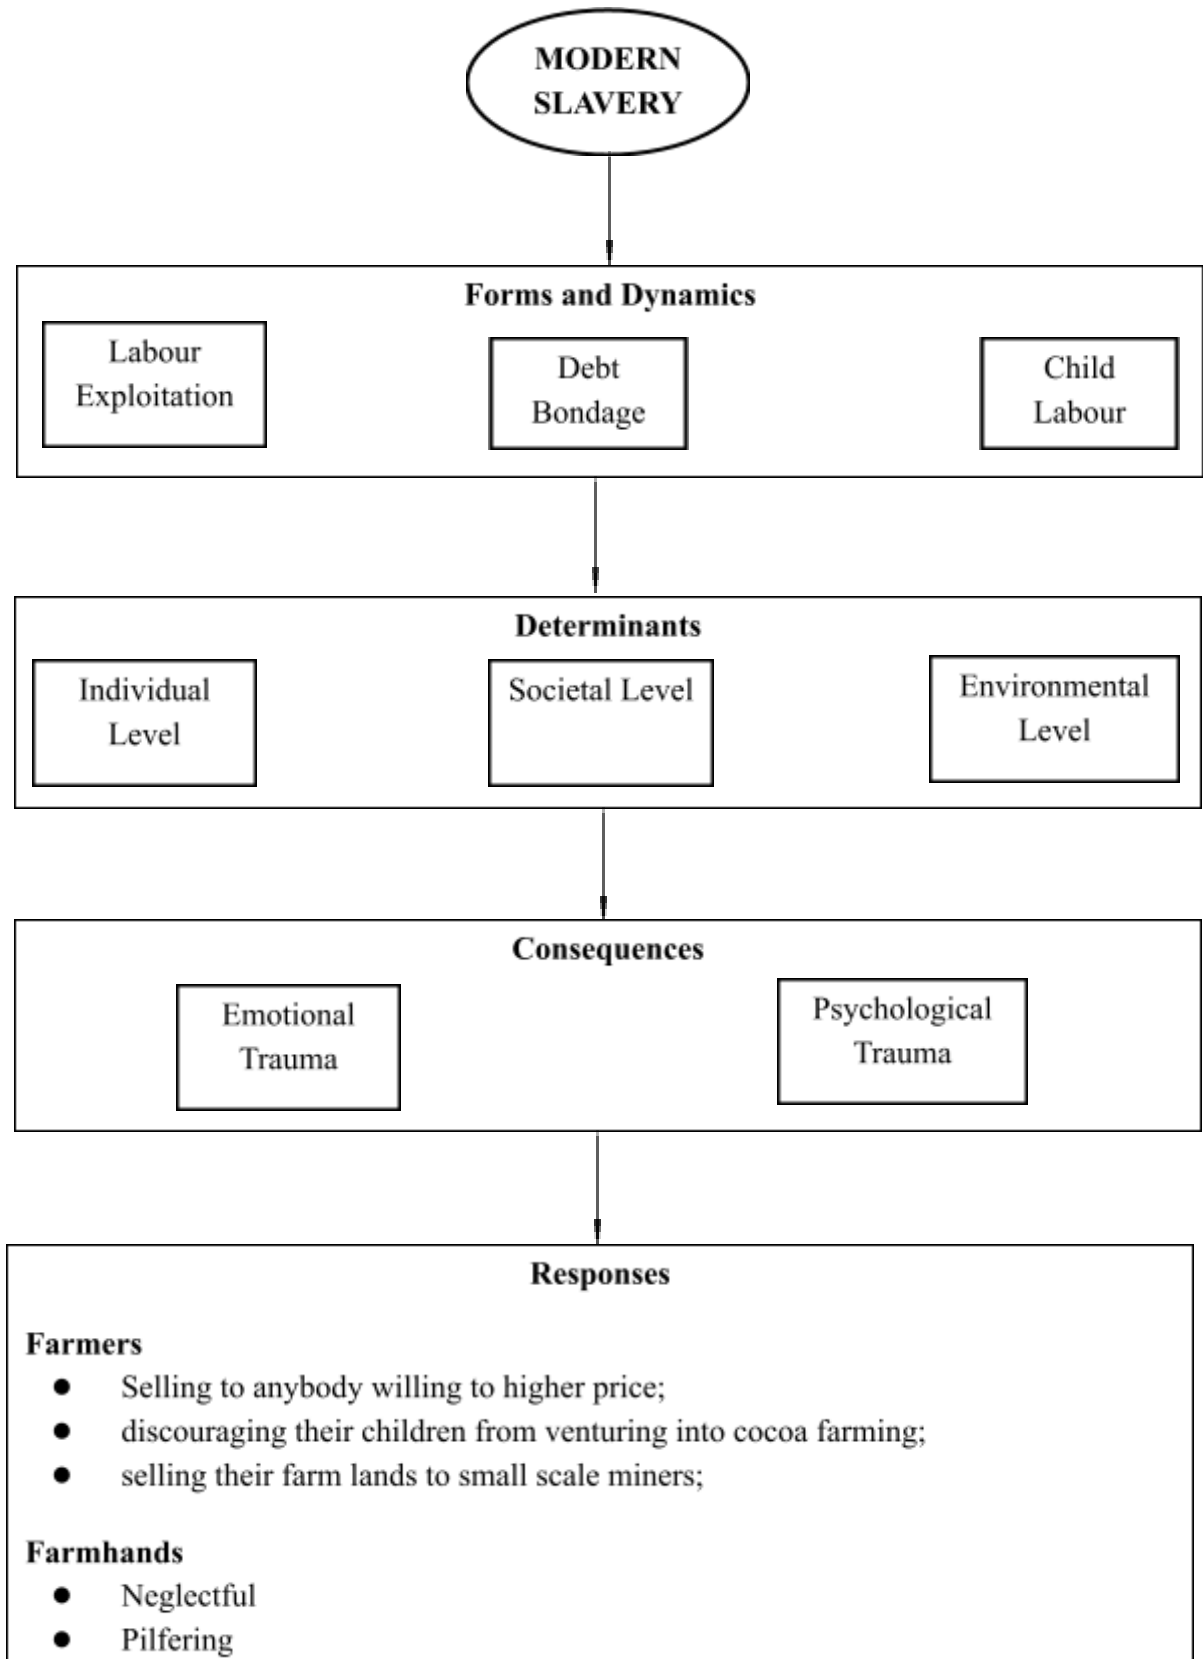 MODERN
SLAVERY
Forms and Dynamics
Labour
Exploitation
Debt
Bondage
Child
Labour
Determinants
Individual
Level
Societal Level
Environmental
Level
Consequences
Emotional
Trauma
Psychological
Trauma
Responses
Farmers
● Selling to anybody willing to higher price;
● discouraging their children from venturing into cocoa farming;
● selling their farm lands to small scale miners;
Farmhands
● Neglectful
● Pilfering